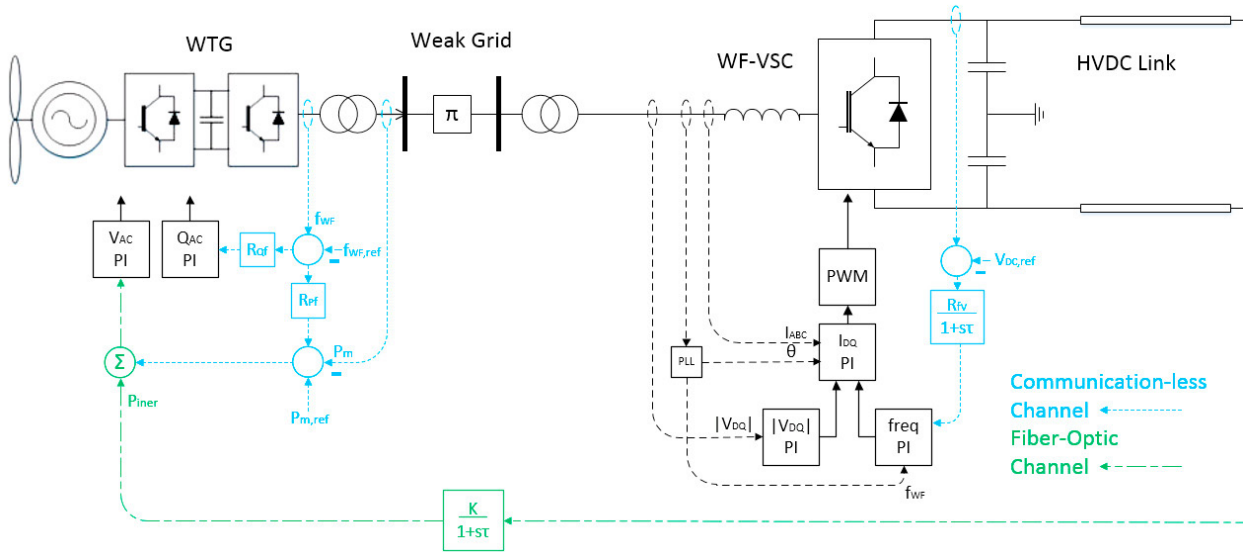 WTG
Weak Grid
WF-VSC
HVDC Link
π
VAC
PI
QAC
PI
RQf
fWF
fWF,ref
RPf
Σ
Pm
Pm,ref
Piner
PWM
VDC,ref
Rfv
1+sτ
IABC
θ
PLL
IDQ
PI
|VDQ|
|VDQ|
PI
freq
PI
fWF
Communication-less
Channel
Fiber-Optic
Channel
K
1+sτ